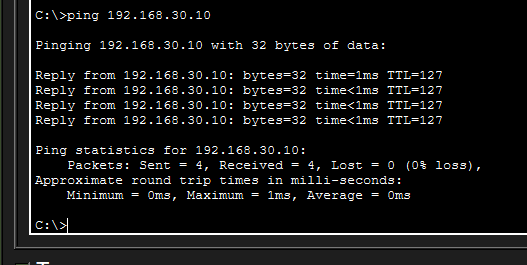 C:\>ping 192.168.30.10
Pinging 192.168.30.10 with 32 bytes of data:
Reply from 192.168.30.10: bytes=32 time=1ms TTL=127
Reply from 192.168.30.10: bytes=32 time<1ms TTL=127
Reply from 192.168.30.10: bytes=32 time<1ms TTL=127
Reply from 192.168.30.10: bytes=32 time<1ms TTL=127
Ping statistics for 192.168.30.10:
    Packets: Sent = 4, Received = 4, Lost = 0 (0% loss),
Approximate round trip times in milli-seconds:
    Minimum = 0ms, Maximum = 1ms, Average = 0ms
C:\>